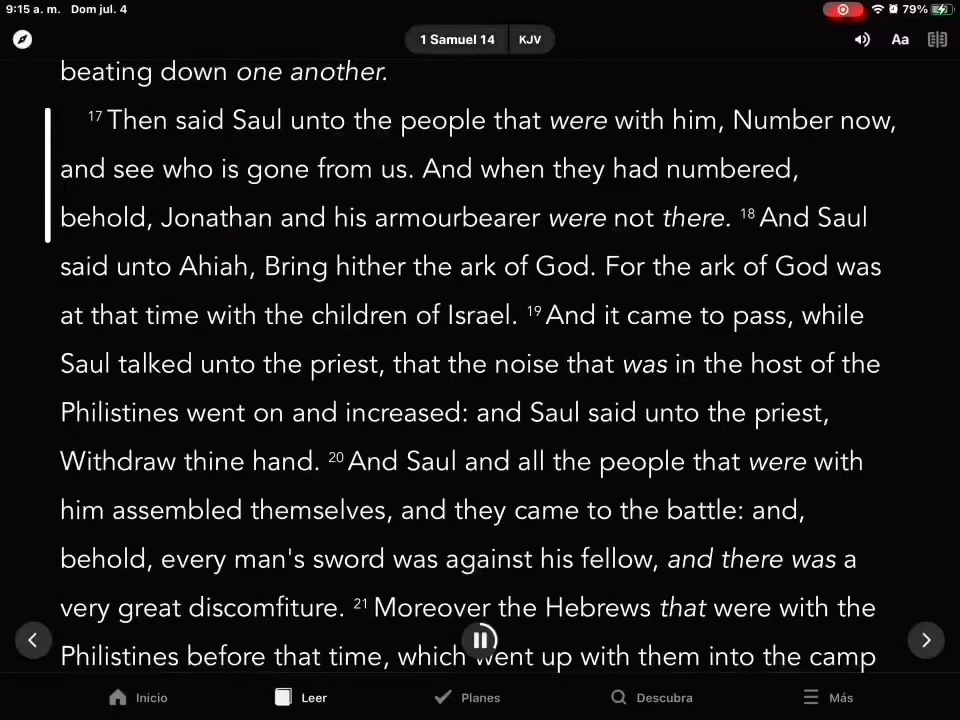 9:15 a. m. Dom jul. 4
79%
1 Samuel 14 KJV
Aa
beating down one another.
17 Then said Saul unto the people that were with him, Number now,
and see who is gone from us. And when they had numbered,
behold, Jonathan and his armourbearer were not there. 18 And Saul
said unto Ahiah, Bring hither the ark of God. For the ark of God was
at that time with the children of Israel. 19 And it came to pass, while
Saul talked unto the priest, that the noise that was in the host of the
Philistines went on and increased: and Saul said unto the priest,
Withdraw thine hand. 20 And Saul and all the people that were with
him assembled themselves, and they came to the battle: and,
behold, every man's sword was against his fellow, and there was a
very great discomfiture. 21 Moreover the Hebrews that were with the
Philistines before that time, which went up with them into the camp
Inicio Leer Planes Descubra Más